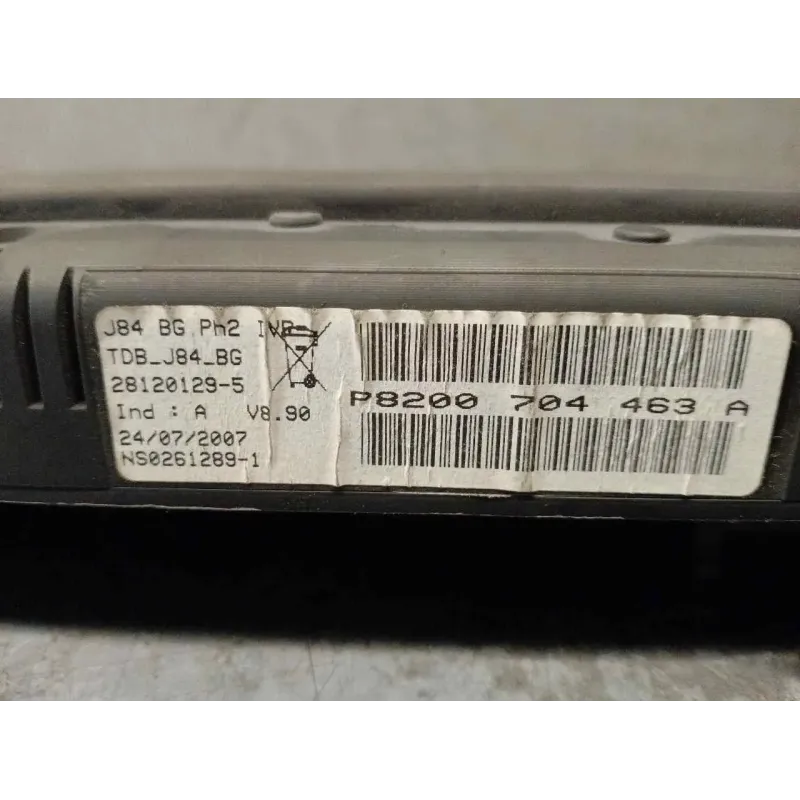 J84 BG Ph2
TDB_J84_BG
28120129-5
Ind : A V8.90
24/07/2007
NS0261289-1
P8200 704 463 A